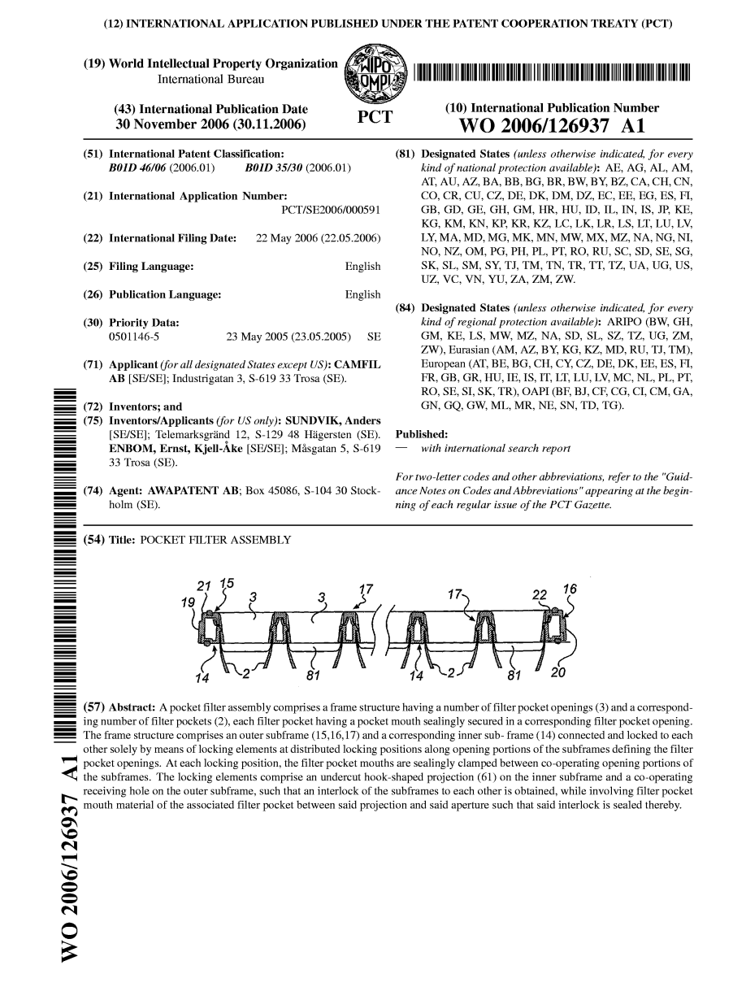 (12) INTERNATIONAL APPLICATION PUBLISHED UNDER THE PATENT COOPERATION TREATY (PCT)
(19) World Intellectual Property Organization
International Bureau
WIPO
OMPI
PCT
(43) International Publication Date
30 November 2006 (30.11.2006)
(10) International Publication Number
WO 2006/126937 A1
(51) International Patent Classification:
B01D 46/06 (2006.01) B01D 35/30 (2006.01)
(21) International Application Number:
PCT/SE2006/000591
(22) International Filing Date: 22 May 2006 (22.05.2006)
(25) Filing Language: English
(26) Publication Language: English
(30) Priority Data:
0501146-5 23 May 2005 (23.05.2005) SE
(71) Applicant (for all designated States except US): CAMFIL
AB [SE/SE]; Industrigatan 3, S-619 33 Trosa (SE).
(72) Inventors; and
(75) Inventors/Applicants (for US only): SUNDVIK, Anders
[SE/SE]; Telemarksgränd 12, S-129 48 Hägersten (SE).
ENBOM, Ernst, Kjell-Åke [SE/SE]; Måsgatan 5, S-619
33 Trosa (SE).
(74) Agent: AWAPATENT AB; Box 45086, S-104 30 Stock-
holm (SE).
(81) Designated States (unless otherwise indicated, for every
kind of national protection available): AE, AG, AL, AM,
AT, AU, AZ, BA, BB, BG, BR, BW, BY, BZ, CA, CH, CN,
CO, CR, CU, CZ, DE, DK, DM, DZ, EC, EE, EG, ES, FI,
GB, GD, GE, GH, GM, HR, HU, ID, IL, IN, IS, JP, KE,
KG, KM, KN, KP, KR, KZ, LC, LK, LR, LS, LT, LU, LV,
LY, MA, MD, MG, MK, MN, MW, MX, MZ, NA, NG, NI,
NO, NZ, OM, PG, PH, PL, PT, RO, RU, SC, SD, SE, SG,
SK, SL, SM, SY, TJ, TM, TN, TR, TT, TZ, UA, UG, US,
UZ, VC, VN, YU, ZA, ZM, ZW.
(84) Designated States (unless otherwise indicated, for every
kind of regional protection available): ARIPO (BW, GH,
GM, KE, LS, MW, MZ, NA, SD, SL, SZ, TZ, UG, ZM,
ZW), Eurasian (AM, AZ, BY, KG, KZ, MD, RU, TJ, TM),
European (AT, BE, BG, CH, CY, CZ, DE, DK, EE, ES, FI,
FR, GB, GR, HU, IE, IS, IT, LT, LU, LV, MC, NL, PL, PT,
RO, SE, SI, SK, TR), OAPI (BF, BJ, CF, CG, CI, CM, GA,
GN, GQ, GW, ML, MR, NE, SN, TD, TG).
Published:
— with international search report
For two-letter codes and other abbreviations, refer to the "Guid-
ance Notes on Codes and Abbreviations" appearing at the begin-
ning of each regular issue of the PCT Gazette.
(54) Title: POCKET FILTER ASSEMBLY
21 15 17 17 22 16
19 3 3
14 2 81 14 2 81 20
(57) Abstract: A pocket filter assembly comprises a frame structure having a number of filter pocket openings (3) and a correspond-
ing number of filter pockets (2), each filter pocket having a pocket mouth sealingly secured in a corresponding filter pocket opening.
The frame structure comprises an outer subframe (15,16,17) and a corresponding inner sub- frame (14) connected and locked to each
other solely by means of locking elements at distributed locking positions along opening portions of the subframes defining the filter
pocket openings. At each locking position, the filter pocket mouths are sealingly clamped between co-operating opening portions of
the subframes. The locking elements comprise an undercut hook-shaped projection (61) on the inner subframe and a co-operating
receiving hole on the outer subframe, such that an interlock of the subframes to each other is obtained, while involving filter pocket
mouth material of the associated filter pocket between said projection and said aperture such that said interlock is sealed thereby.
WO 2006/126937 A1